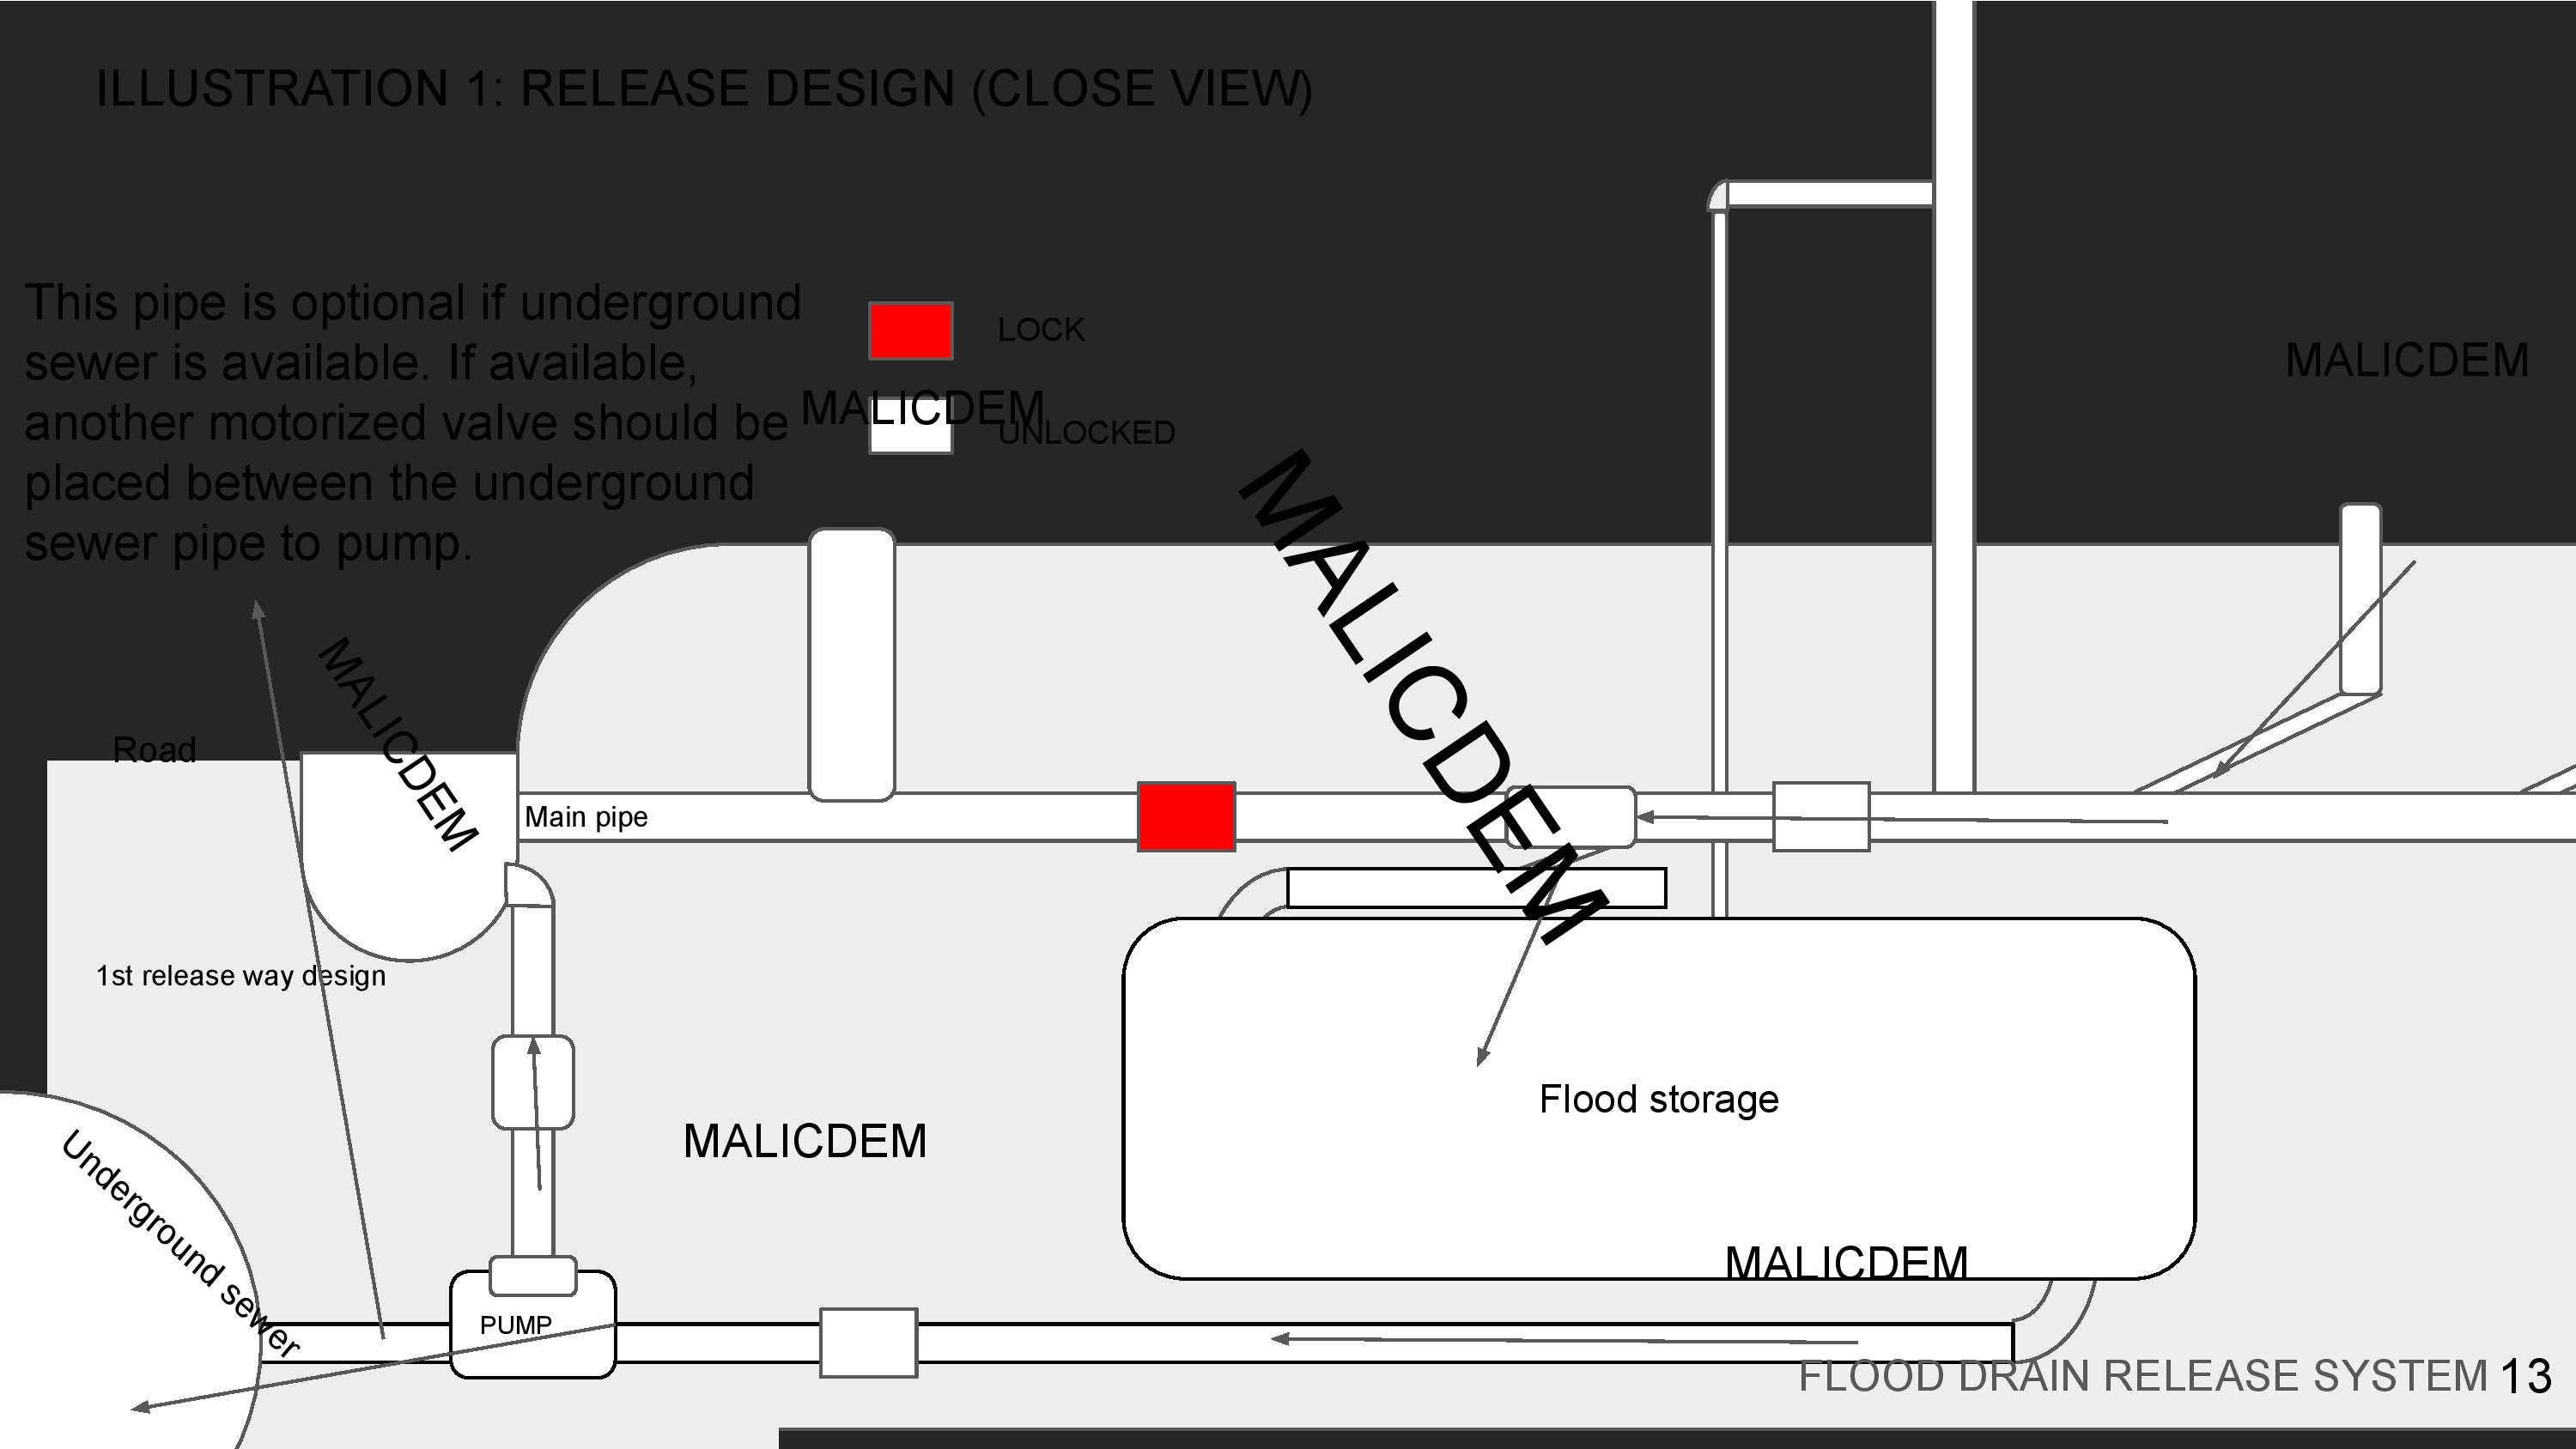 ILLUSTRATION 1: RELEASE DESIGN (CLOSE VIEW)
This pipe is optional if underground
sewer is available. If available,
another motorized valve should be
placed between the underground
sewer pipe to pump.
LOCK
MALICDEM
UNLOCKED
MALICDEM
MALICDEM
MALICDEM
Road
Main pipe
1st release way design
Flood storage
MALICDEM
Underground sewer
MALICDEM
PUMP
FLOOD DRAIN RELEASE SYSTEM 13